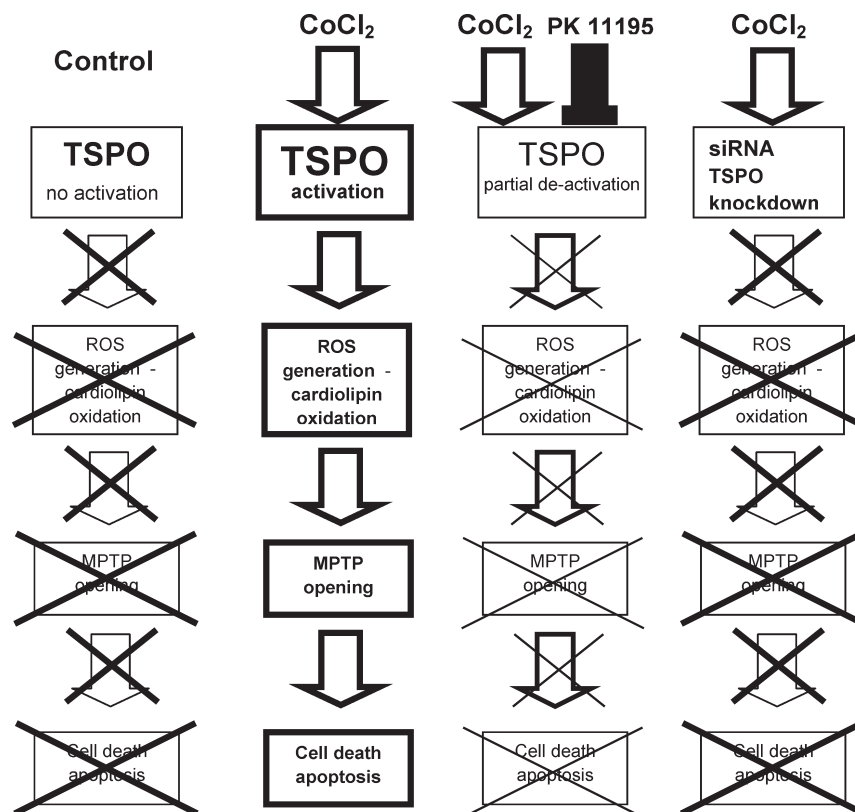 Control
TSPO
no activation
ROS
generation -
cardiolipin
oxidation
MPTP
opening
Cell death
apoptosis
CoCl₂
TSPO
activation
ROS
generation -
cardiolipin
oxidation
MPTP
opening
Cell death
apoptosis
CoCl₂ PK 11195
TSPO
partial de-activation
ROS
generation -
cardiolipin
oxidation
MPTP
opening
Cell death
apoptosis
CoCl₂
siRNA
TSPO
knockdown
ROS
generation -
cardiolipin
oxidation
MPTP
opening
Cell death
apoptosis